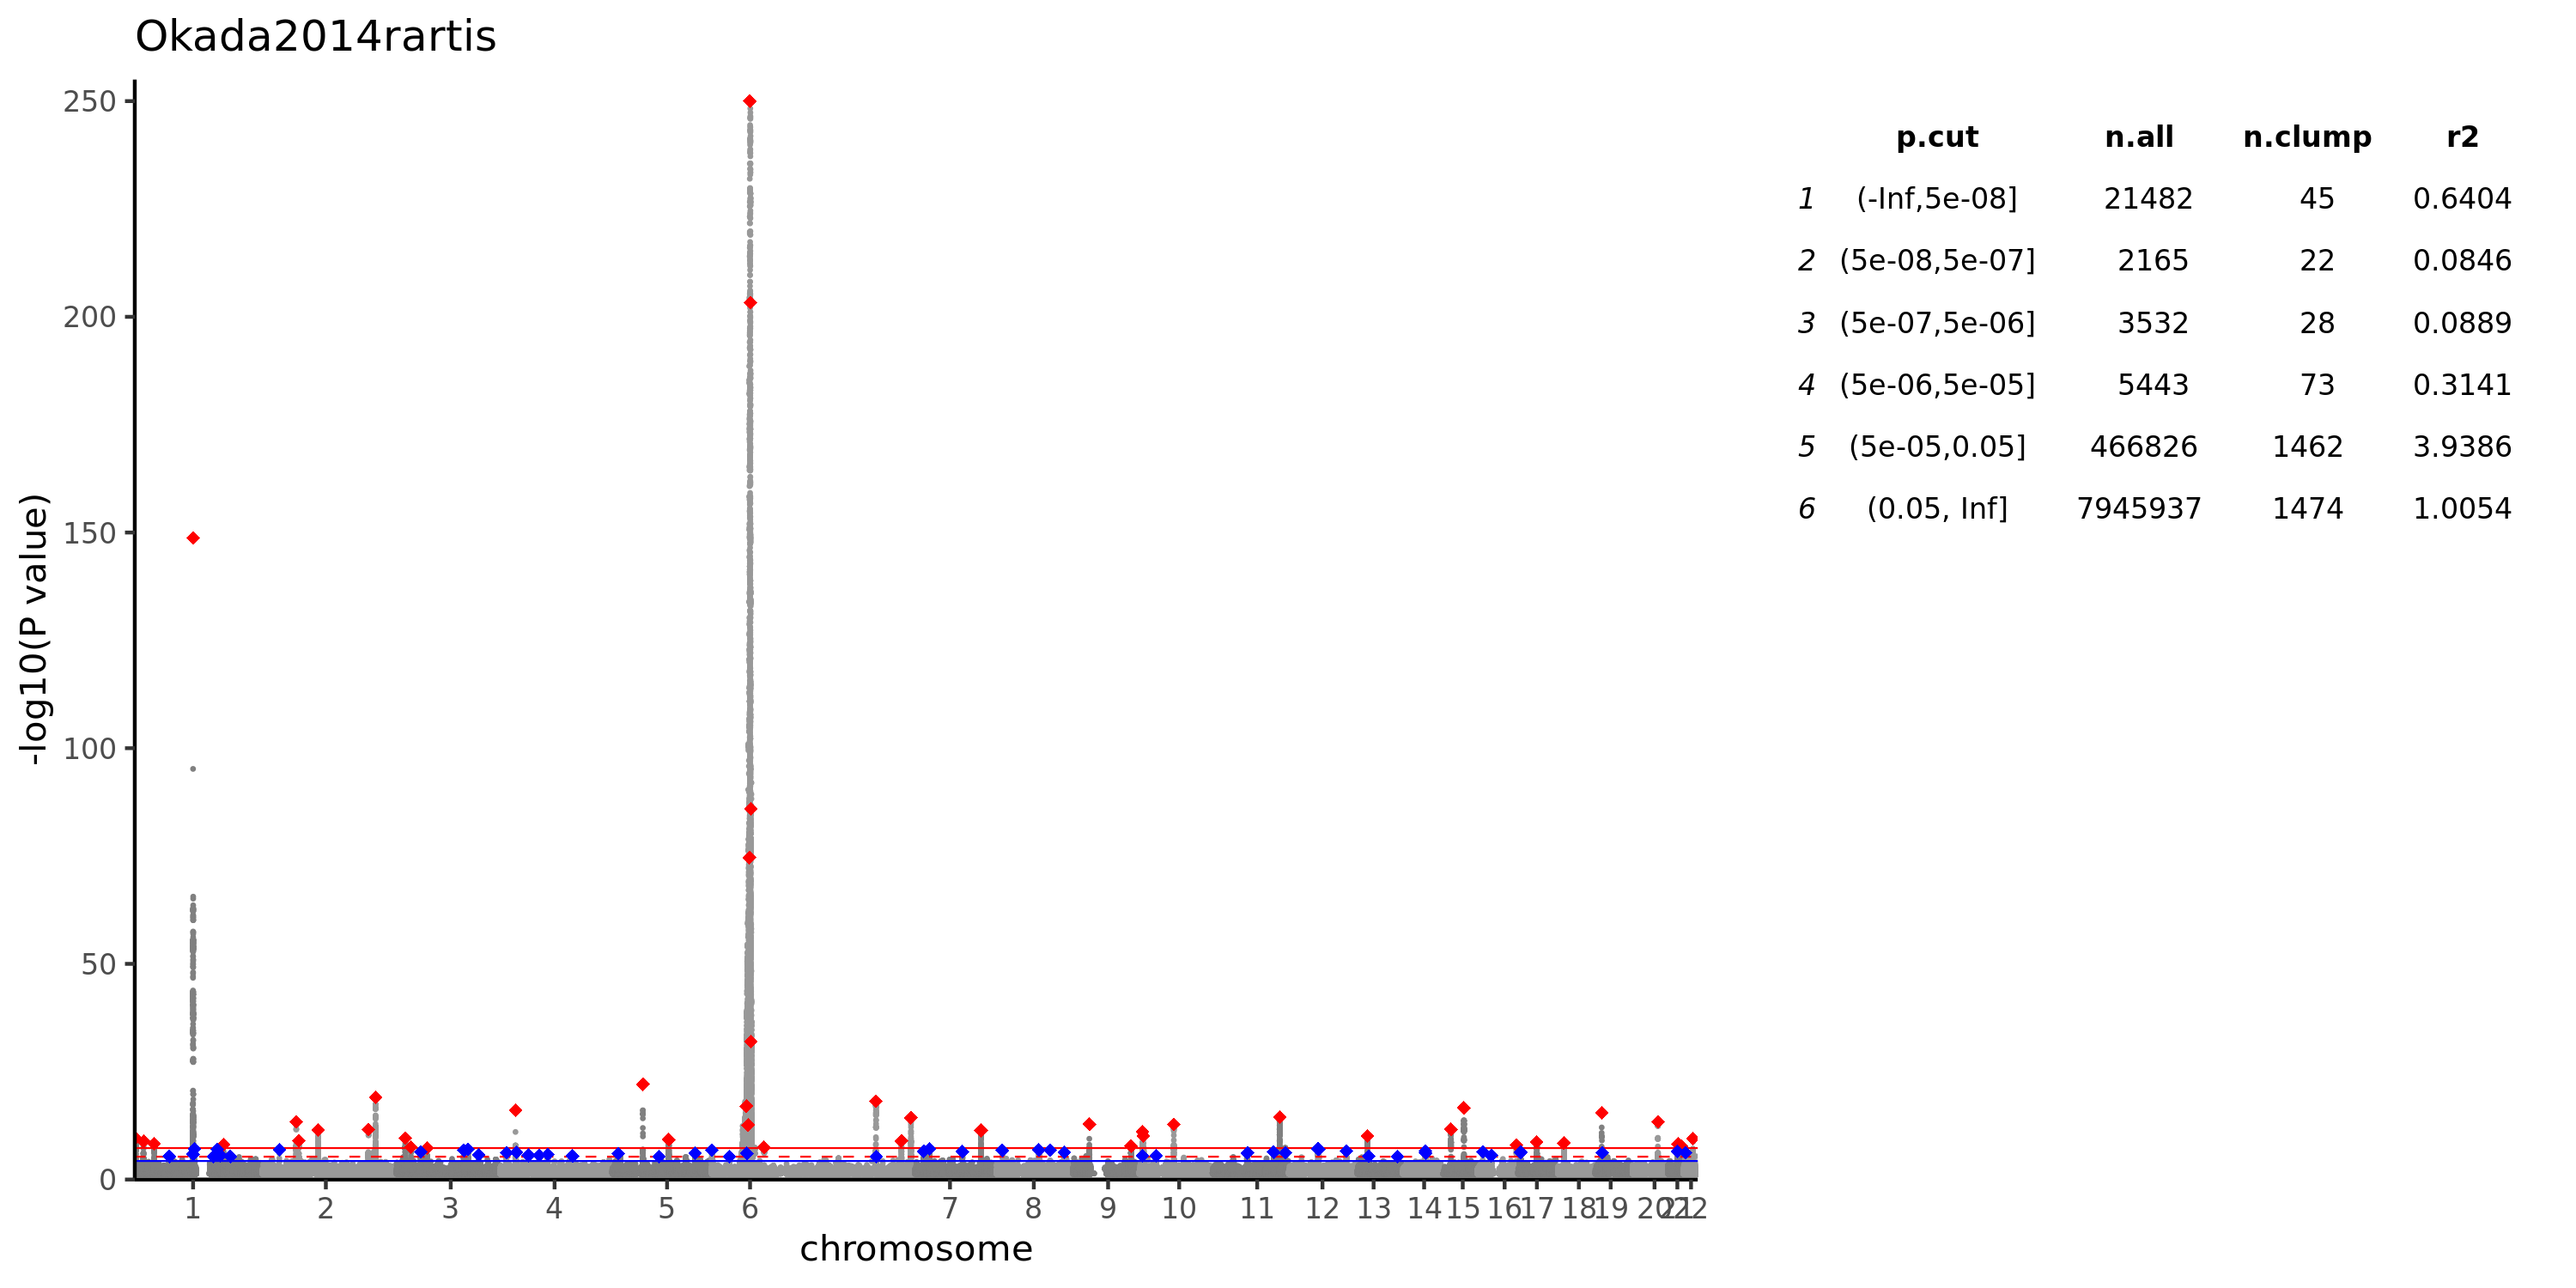 Okada2014rartis
-log10(P value)
250
200
150
100
50
0
1 2 3 4 5 6 7 8 9 10 11 12 13 14 15 16 17 18 19 20 21 22
chromosome
p.cut n.all n.clump r2
1 (-Inf,5e-08] 21482 45 0.6404
2 (5e-08,5e-07] 2165 22 0.0846
3 (5e-07,5e-06] 3532 28 0.0889
4 (5e-06,5e-05] 5443 73 0.3141
5 (5e-05,0.05] 466826 1462 3.9386
6 (0.05, Inf] 7945937 1474 1.0054